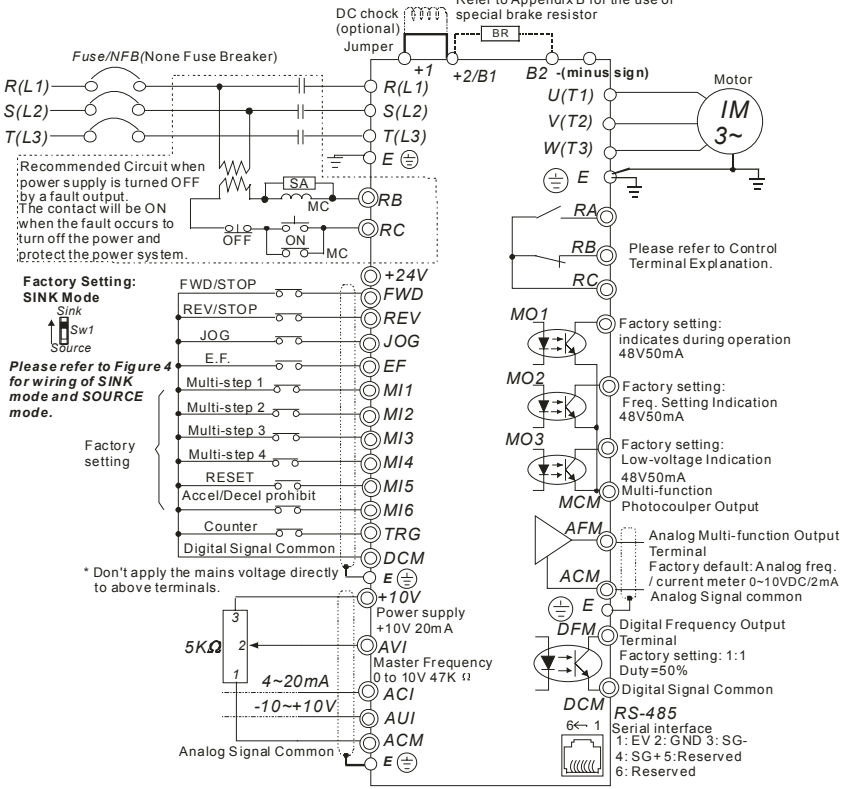 Refer to Appendix B for the use of
special brake resistor
DC chock
(optional)
Jumper
BR
Fuse/NFB(None Fuse Breaker)
+1
+2/B1
B2
-(minus sign)
R(L1)
S(L2)
T(L3)
R(L1)
S(L2)
T(L3)
E
U(T1)
V(T2)
W(T3)
E
Motor
IM
3~
Recommended Circuit when
power supply is turned OFF
by a fault output.
The contact will be ON
when the fault occurs to
turn off the power and
protect the power system.
SA
MC
OFF
ON
MC
RB
RC
RA
RB
RC
Please refer to Control
Terminal Explanation.
Factory Setting:
SINK Mode
Sink
Sw1
Source
Please refer to Figure 4
for wiring of SINK
mode and SOURCE
mode.
Factory
setting
+24V
FWD/STOP
FWD
REV/STOP
REV
JOG
JOG
E.F.
EF
Multi-step 1
MI1
Multi-step 2
MI2
Multi-step 3
MI3
Multi-step 4
MI4
RESET
MI5
Accel/Decel prohibit
MI6
Counter
TRG
Digital Signal Common
DCM
E
* Don't apply the mains voltage directly
to above terminals.
+10V
Power supply
+10V 20mA
3
2
1
5KΩ
AVI
Master Frequency
0 to 10V 47K Ω
4~20mA
ACI
-10~+10V
AUI
ACM
Analog Signal Common
E
MO1
Factory setting:
indicates during operation
48V50mA
MO2
Factory setting:
Freq. Setting Indication
48V50mA
MO3
Factory setting:
Low-voltage Indication
48V50mA
MCM
Multi-function
Photocoulper Output
AFM
Analog Multi-function Output
Terminal
Factory default: Analog freq.
/ current meter 0~10VDC/2mA
ACM
Analog Signal common
E
DFM
Digital Frequency Output
Terminal
Factory setting: 1:1
Duty=50%
DCM
Digital Signal Common
RS-485
Serial interface
6← 1
1: EV 2: GND 3: SG-
4: SG+ 5:Reserved
6: Reserved